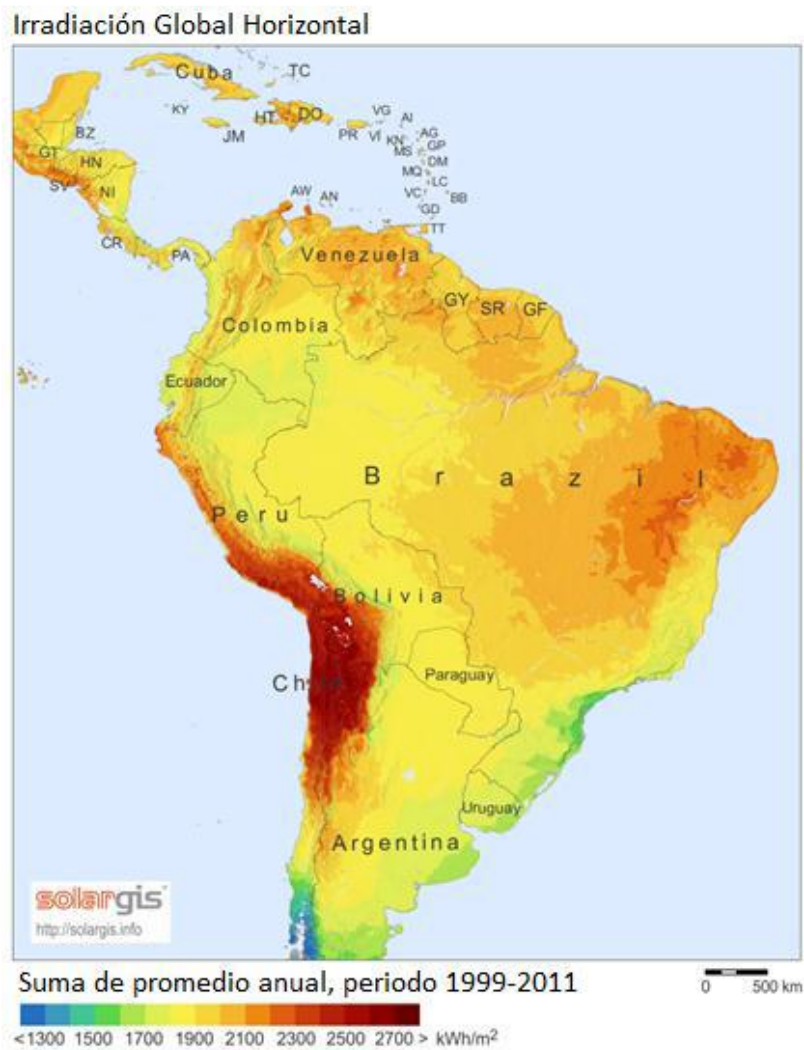 Irradiación Global Horizontal
Cuba
TC
KY
HT
DO
JM
PR
VG
VI
AI
KN
AG
MS
GP
DM
MQ
LC
VC
BB
GD
TT
AW
AN
BZ
GT
HN
SV
NI
CR
PA
Venezuela
GY
SR
GF
Colombia
Ecuador
Brazil
Peru
Bolivia
Paraguay
Uruguay
Argentina
solargis
http://solargis.info
Suma de promedio anual, periodo 1999-2011
0 500 km
<1300 1500 1700 1900 2100 2300 2500 2700 > kWh/m²